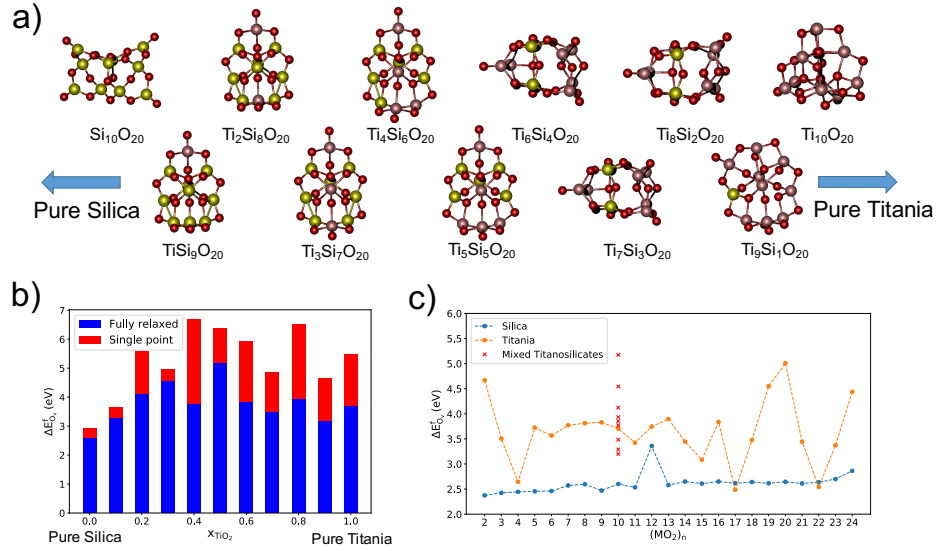 a)
Si₁₀O₂₀
Ti₂Si₈O₂₀
Ti₄Si₆O₂₀
Ti₆Si₄O₂₀
Ti₈Si₂O₂₀
Ti₁₀O₂₀
Pure Silica
Pure Titania
TiSi₉O₂₀
Ti₃Si₇O₂₀
Ti₅Si₅O₂₀
Ti₇Si₃O₂₀
Ti₉Si₁O₂₀
b)
7
6
5
4
3
2
1
0
ΔEᶠOᵥ (eV)
Fully relaxed
Single point
0.0
0.2
0.4
0.6
0.8
1.0
Pure Silica
xTiO₂
Pure Titania
c)
6.0
5.5
5.0
4.5
4.0
3.5
3.0
2.5
2.0
ΔEᶠOᵥ (eV)
Silica
Titania
Mixed Titanosilicates
2 3 4 5 6 7 8 9 10 11 12 13 14 15 16 17 18 19 20 21 22 23 24
(MO₂)ₙ